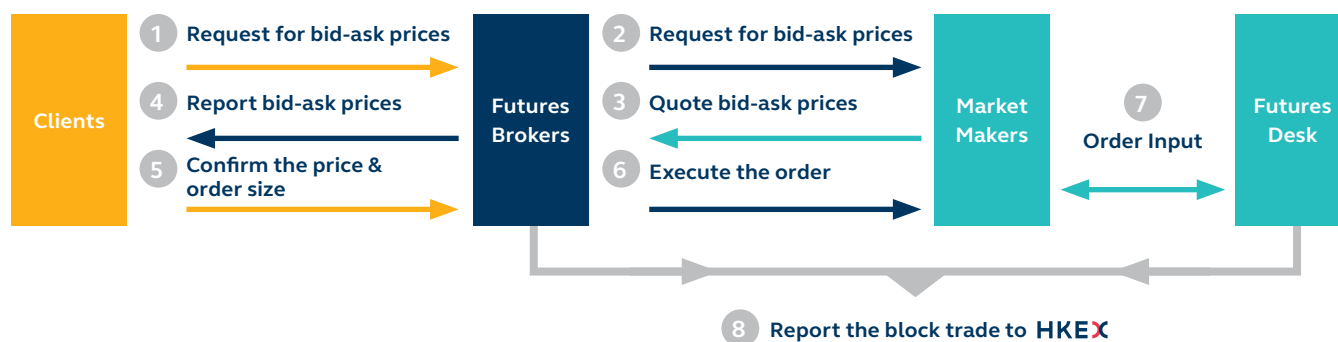 1 Request for bid-ask prices
2 Request for bid-ask prices
4 Report bid-ask prices
3 Quote bid-ask prices
7
Clients
Futures
Brokers
Market
Makers
Order Input
Futures
Desk
5 Confirm the price &
order size
6 Execute the order
8 Report the block trade to HKEX